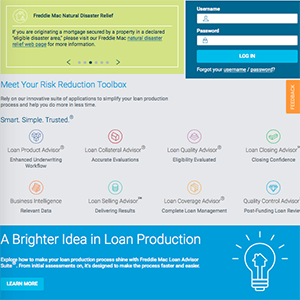 Freddie Mac Natural Disaster Relief
If you are originating a mortgage secured by a property in a declared
"eligible disaster area," please visit our Freddie Mac natural disaster
relief web page for more information.
Username
Password
LOG IN
Forgot your username / password?
FEEDBACK
Meet Your Risk Reduction Toolbox
Rely on our innovative suite of applications to simplify your loan production
process and help you do more in less time.
Smart. Simple. Trusted.®
Loan Product Advisor® Loan Collateral Advisor® Loan Quality Advisor® Loan Closing Advisor℠
Enhanced Underwriting Workflow Accurate Evaluations Eligibility Evaluated Closing Confidence
Business Intelligence Loan Selling Advisor℠ Loan Coverage Advisor® Quality Control Advisor
Relevant Data Delivering Results Complete Loan Management Post-Funding Loan Review
A Brighter Idea in Loan Production
Explore how to make your loan production process shine with Freddie Mac Loan Advisor
Suite℠. From initial assessments on, it's designed to make the process faster and easier.
LEARN MORE